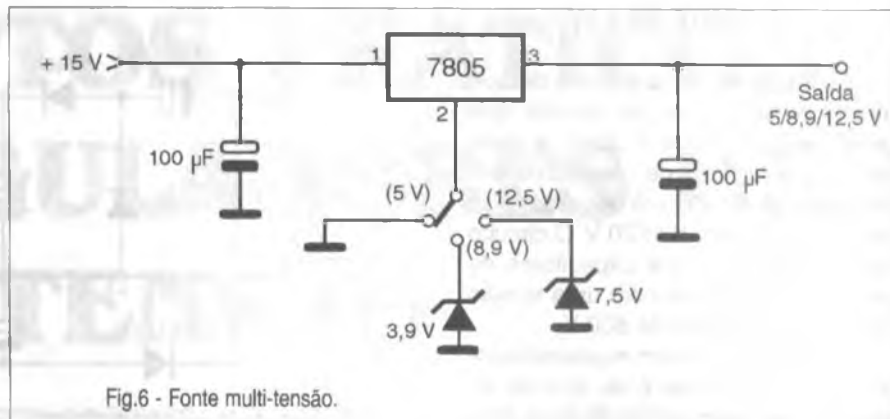 + 15 V
1
7805
3
2
Saída
5/8,9/12,5 V
100 µF
100 µF
(5 V)
(12,5 V)
(8,9 V)
3,9 V
7,5 V
Fig.6 - Fonte multi-tensão.